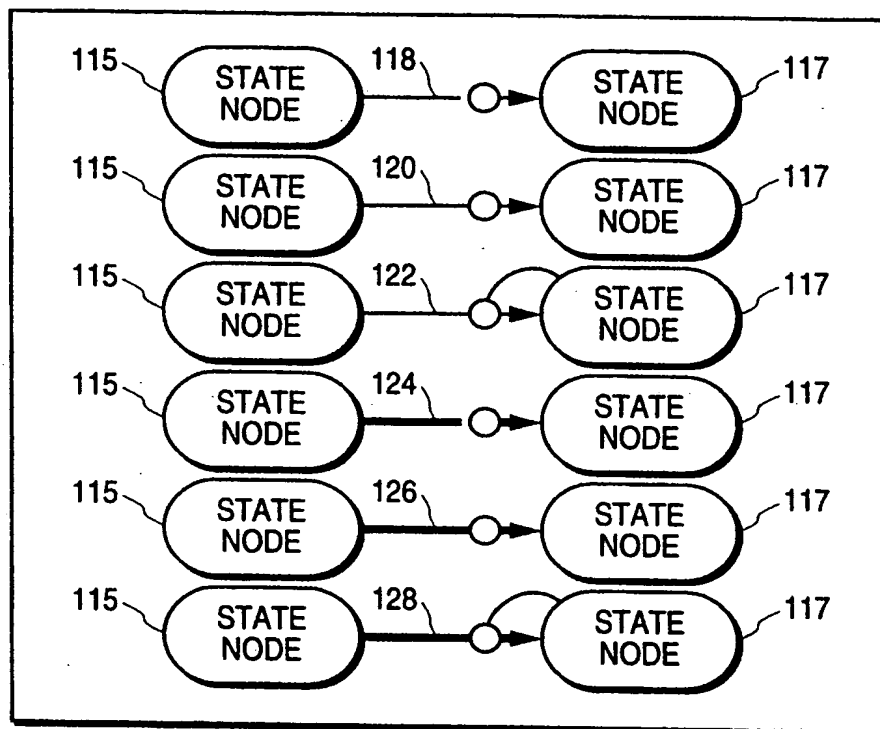 115 STATE NODE 118 STATE NODE 117
115 STATE NODE 120 STATE NODE 117
115 STATE NODE 122 STATE NODE 117
115 STATE NODE 124 STATE NODE 117
115 STATE NODE 126 STATE NODE 117
115 STATE NODE 128 STATE NODE 117